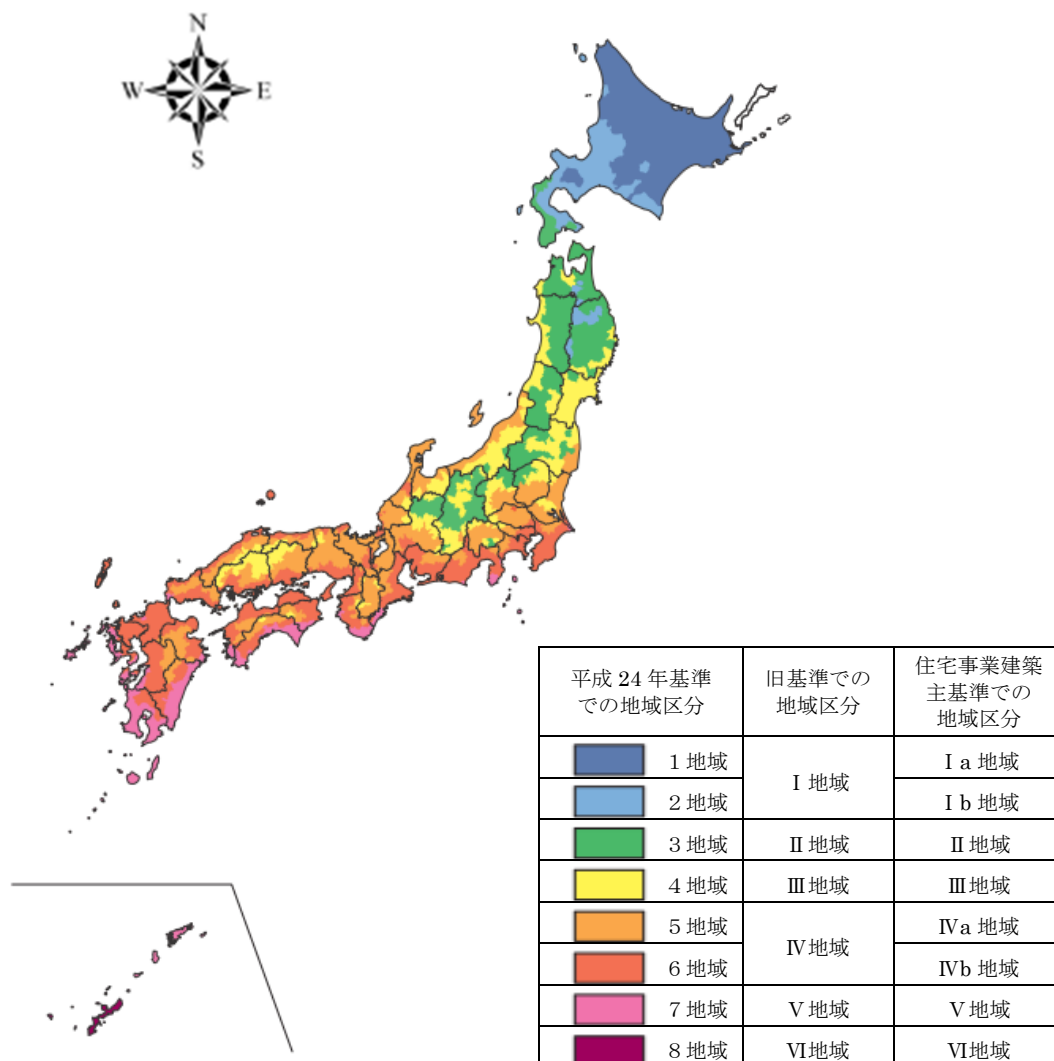 N
W E
S
平成 24 年基準
での地域区分
旧基準での
地域区分
住宅事業建築
主基準での
地域区分
1 地域
Ⅰ 地域
Ⅰa 地域
2 地域
Ⅰb 地域
3 地域
Ⅱ 地域
Ⅱ 地域
4 地域
Ⅲ地域
Ⅲ地域
5 地域
Ⅳ地域
Ⅳa 地域
6 地域
Ⅳb 地域
7 地域
Ⅴ 地域
Ⅴ地域
8 地域
Ⅵ地域
Ⅵ地域